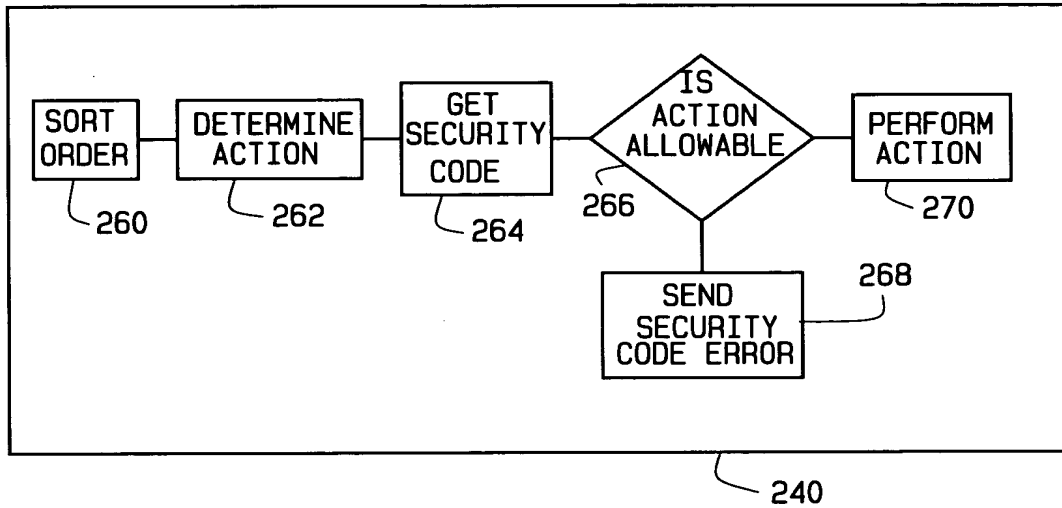 SORT
ORDER
260
DETERMINE
ACTION
262
GET
SECURITY
CODE
264
IS
ACTION
ALLOWABLE
266
PERFORM
ACTION
270
SEND
SECURITY
CODE ERROR
268
240